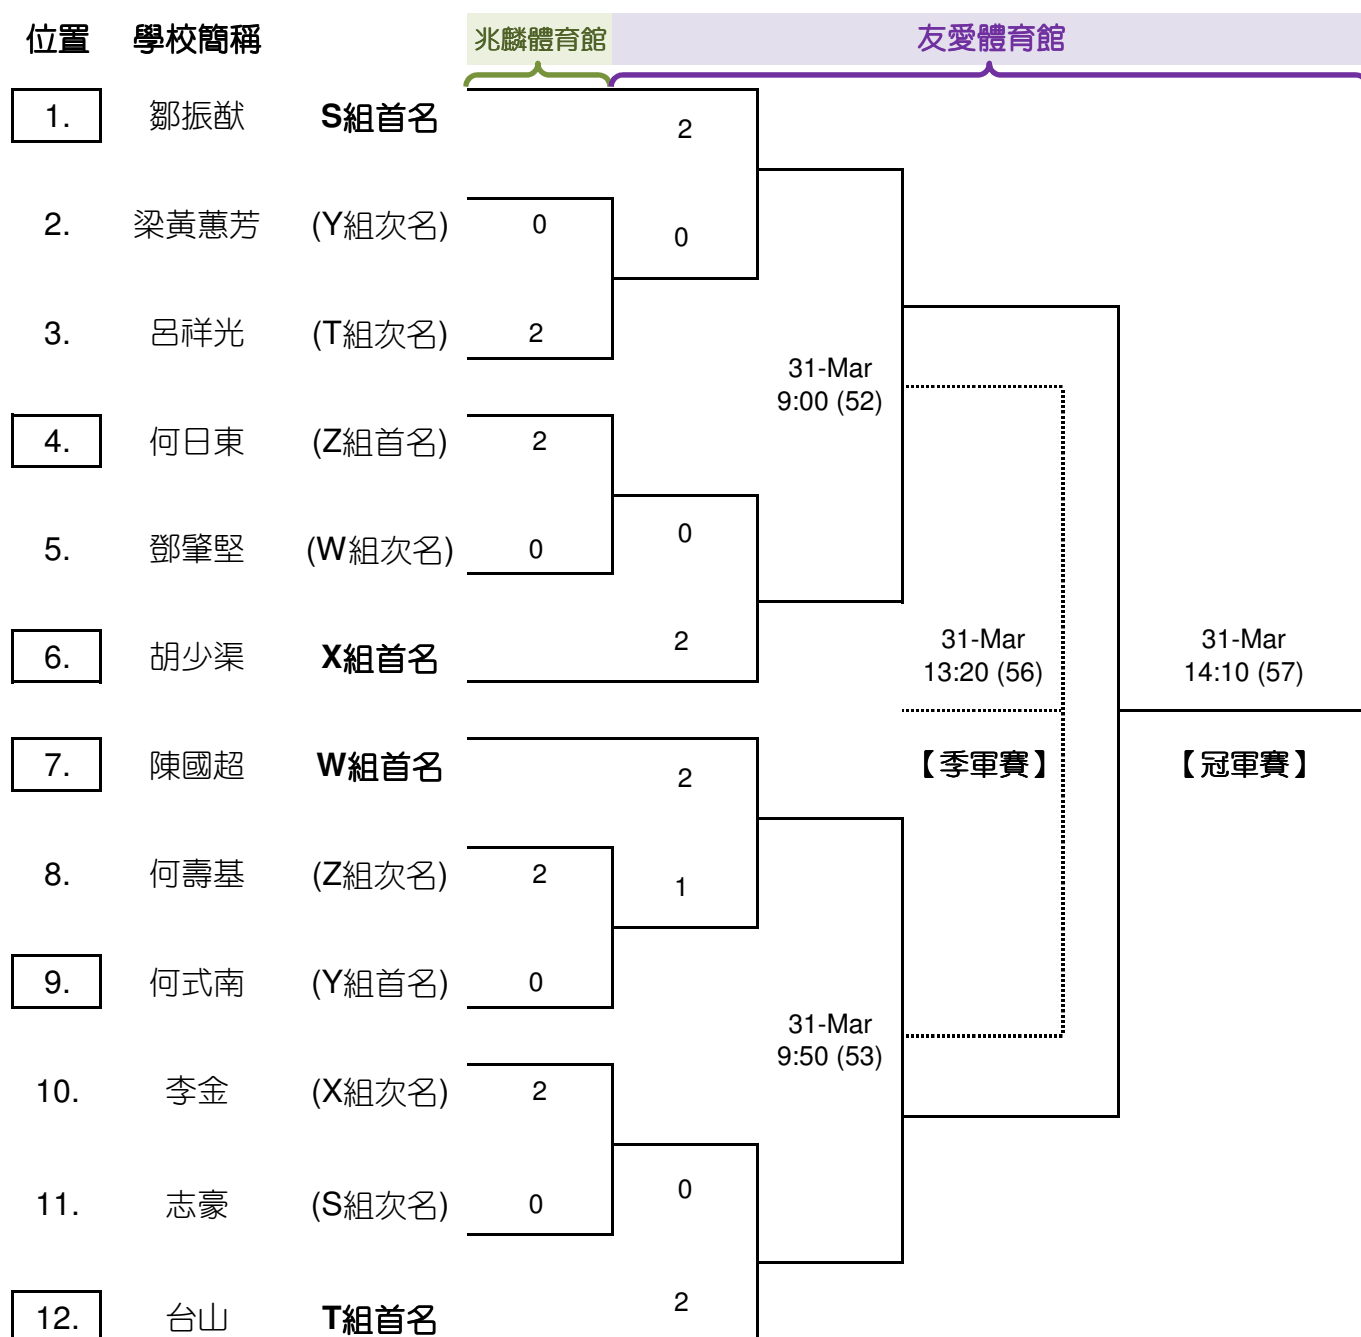 位置 學校簡稱 兆麟體育館 友愛體育館
1. 鄒振猷 S組首名 2
2. 梁黃蕙芳 (Y組次名) 0 0
3. 呂祥光 (T組次名) 2
31-Mar
9:00 (52)
4. 何日東 (Z組首名) 2
5. 鄧肇堅 (W組次名) 0 0
6. 胡少渠 X組首名 2
31-Mar 31-Mar
13:20 (56) 14:10 (57)
7. 陳國超 W組首名 2 【季軍賽】 【冠軍賽】
8. 何壽基 (Z組次名) 2 1
9. 何式南 (Y組首名) 0
31-Mar
9:50 (53)
10. 李金 (X組次名) 2
11. 志豪 (S組次名) 0 0
12. 台山 T組首名 2